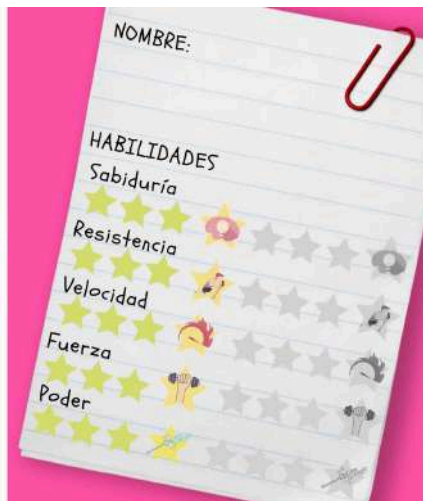 NOMBRE:
HABILIDADES
Sabiduría
Resistencia
Velocidad
Fuerza
Poder